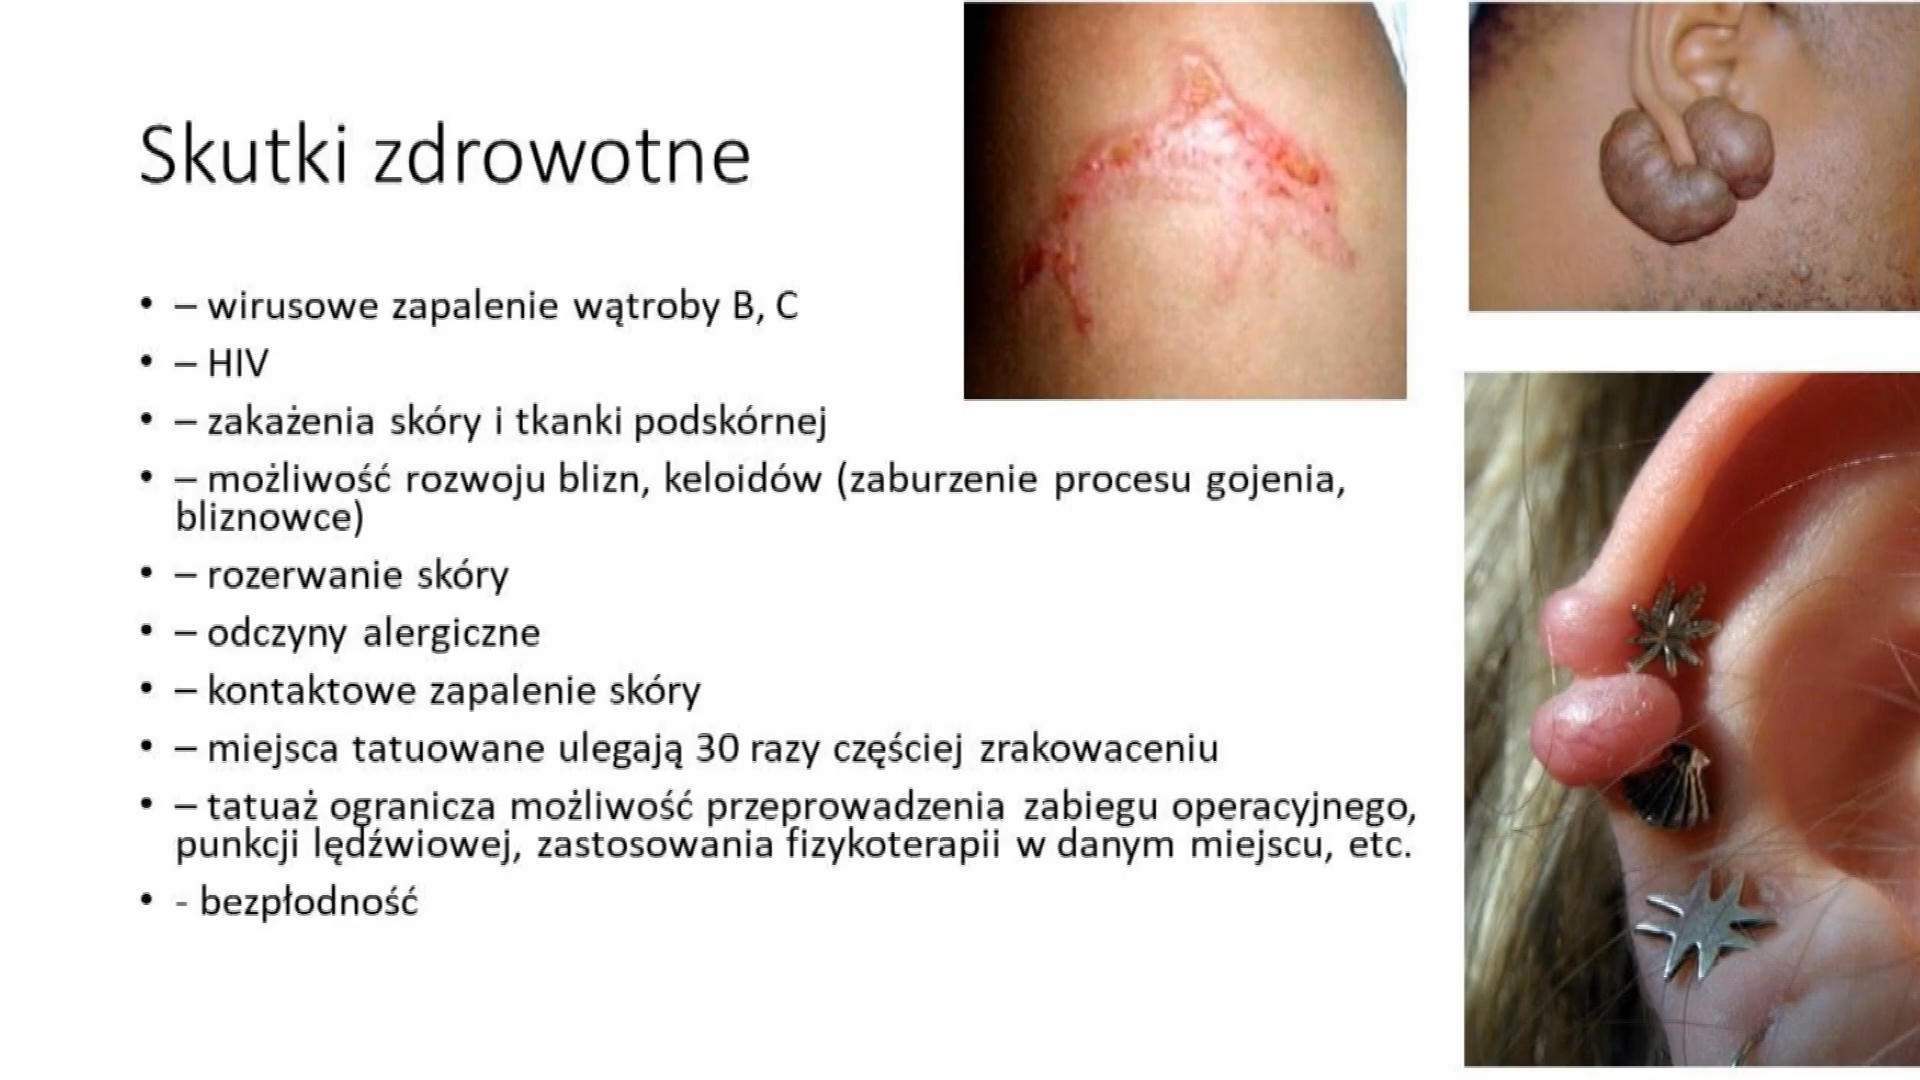 Skutki zdrowotne
• – wirusowe zapalenie wątroby B, C
• – HIV
• – zakażenia skóry i tkanki podskórnej
• – możliwość rozwoju blizn, keloidów (zaburzenie procesu gojenia,
bliznowce)
• – rozerwanie skóry
• – odczyny alergiczne
• – kontaktowe zapalenie skóry
• – miejsca tatuowane ulegają 30 razy częściej zrakowaceniu
• – tatuaż ogranicza możliwość przeprowadzenia zabiegu operacyjnego,
punkcji lędźwiowej, zastosowania fizykoterapii w danym miejscu, etc.
• - bezpłodność